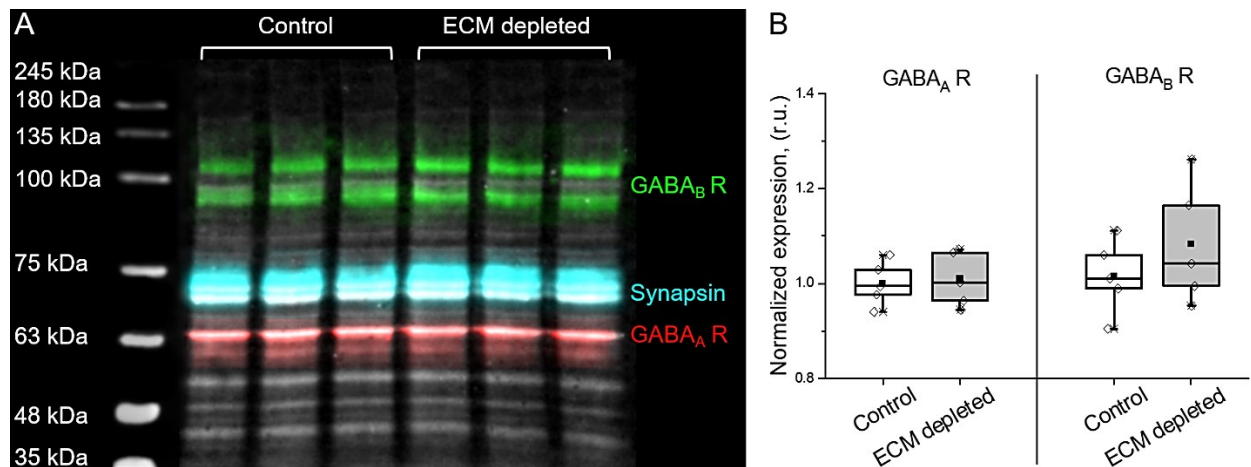 A
Control
ECM depleted
245 kDa
180 kDa
135 kDa
100 kDa
75 kDa
63 kDa
48 kDa
35 kDa
GABAB R
Synapsin
GABAA R
B
GABAA R
GABAB R
Normalized expression, (r.u.)
1.4
1.2
1.0
0.8
Control
ECM depleted
Control
ECM depleted